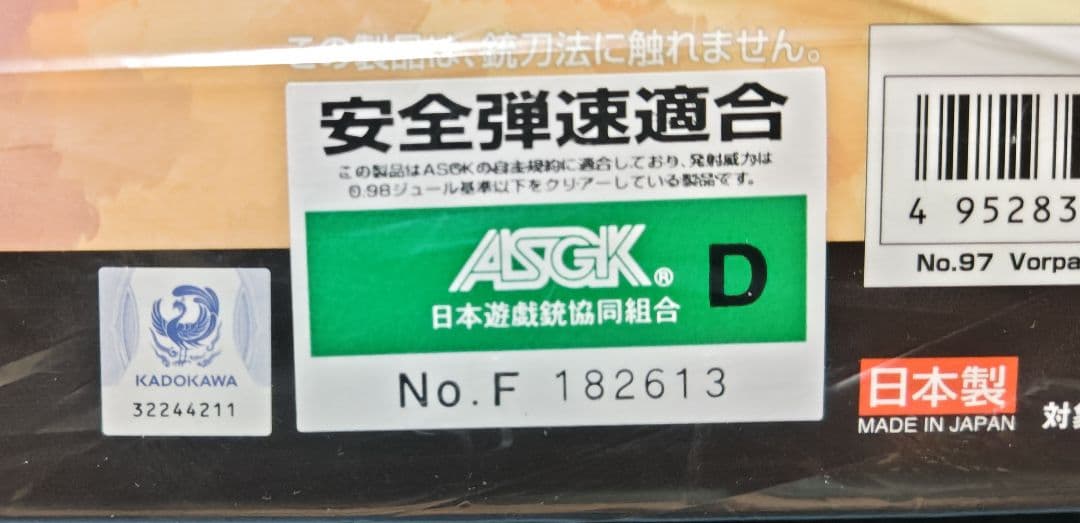 この製品は、銃刀法に触れません。
安全弾速適合
この製品はASGKの自主規約に適合しており、発射威力は
0.98ジュール基準以下をクリアーしている製品です。
ASGK® D
日本遊戯銃協同組合
No.F 182613
KADOKAWA
32244211
4 95283
No.97 Vorpa
日本製
MADE IN JAPAN
対象